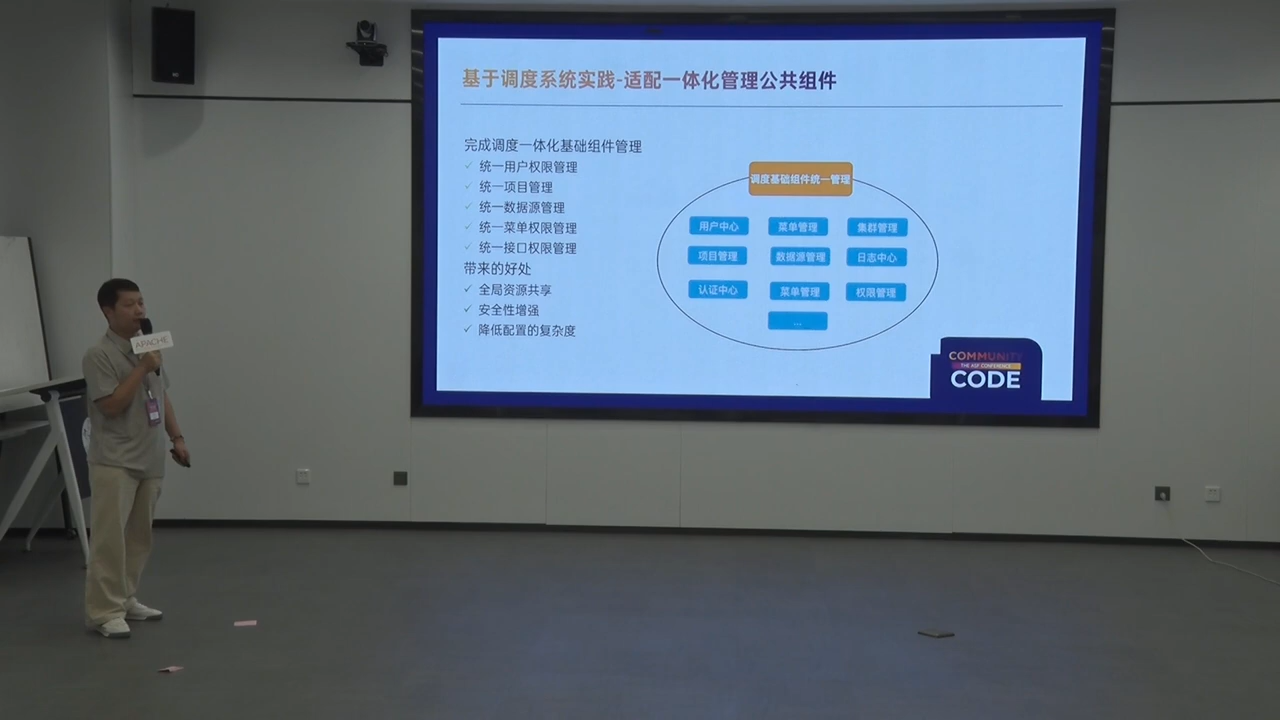 基于调度系统实践-适配一体化管理公共组件
完成调度一体化基础组件管理
✓ 统一用户权限管理
✓ 统一项目管理
✓ 统一数据源管理
✓ 统一菜单权限管理
✓ 统一接口权限管理
带来的好处
✓ 全局资源共享
✓ 安全性增强
✓ 降低配置的复杂度
调度基础组件统一管理
用户中心 菜单管理 集群管理
项目管理 数据源管理 日志中心
认证中心 菜单管理 权限管理
...
COMMUNITY
THE ASF CONFERENCE
CODE
APACHE